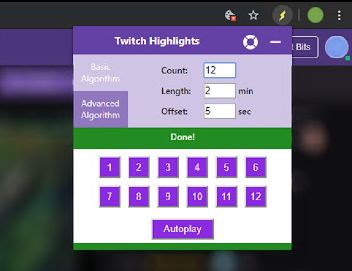 Twitch Highlights
t Bits
Basic
Algorithm
Advanced
Algorithm
Count: 12
Length: 2 min
Offset: 5 sec
Done!
1 2 3 4 5 6
7 8 9 10 11 12
Autoplay